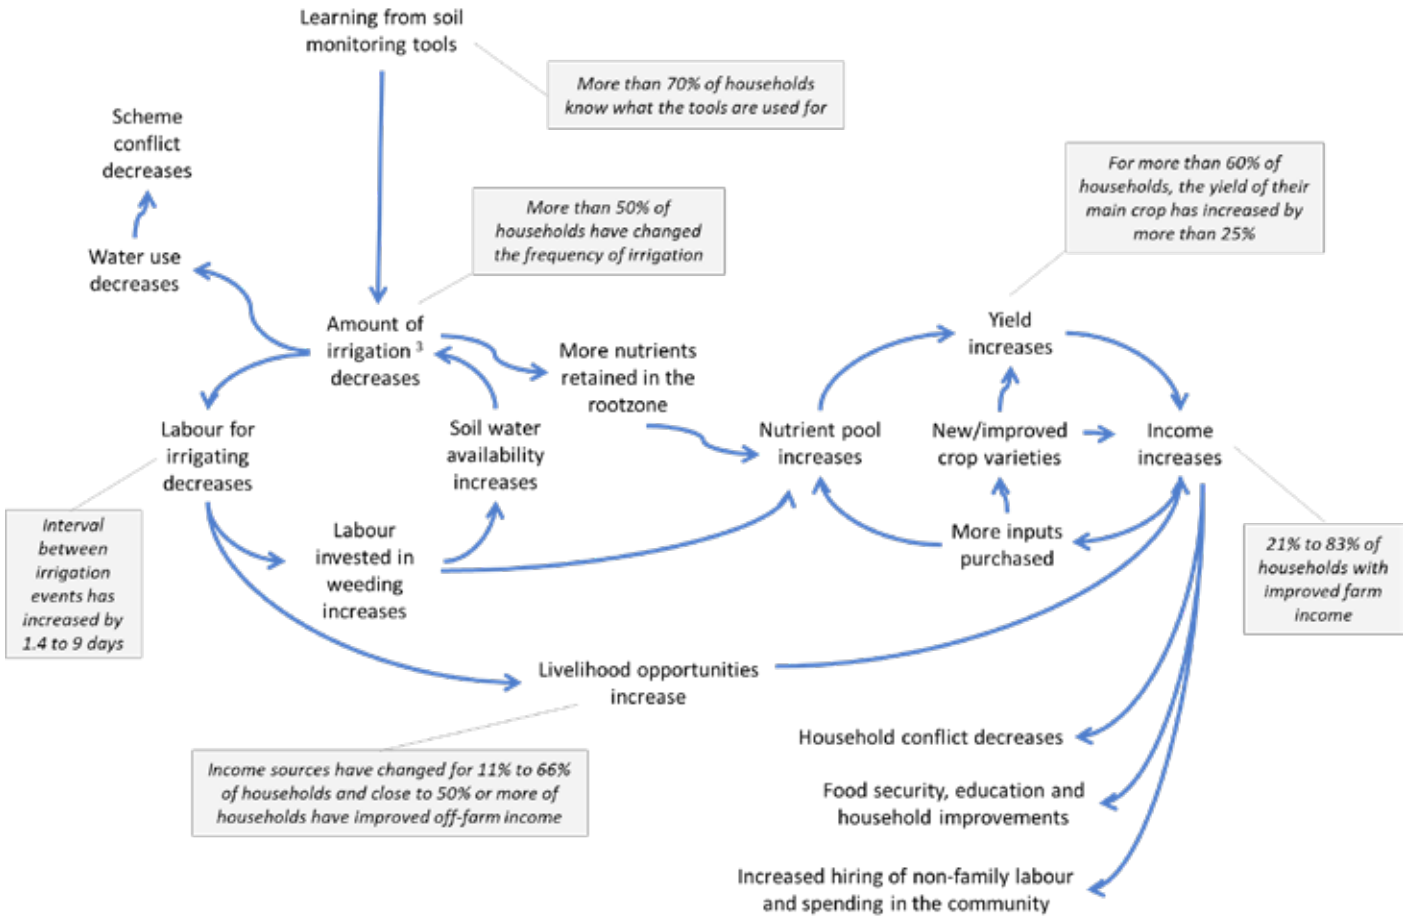 Learning from soil
monitoring tools
More than 70% of households
know what the tools are used for
Scheme
conflict
decreases
For more than 60% of
households, the yield of their
main crop has increased by
more than 25%
More than 50% of
households have changed
the frequency of irrigation
Water use
decreases
Amount of
irrigation 3
decreases
Yield
increases
More nutrients
retained in the
rootzone
Labour for
irrigating
decreases
Soil water
availability
increases
Nutrient pool
increases
New/improved
crop varieties
Income
increases
Interval
between
irrigation
events has
increased by
1.4 to 9 days
Labour
invested in
weeding
increases
More inputs
purchased
21% to 83% of
households with
improved farm
income
Livelihood opportunities
increase
Household conflict decreases
Income sources have changed for 11% to 66%
of households and close to 50% or more of
households have improved off-farm income
Food security, education and
household improvements
Increased hiring of non-family labour
and spending in the community